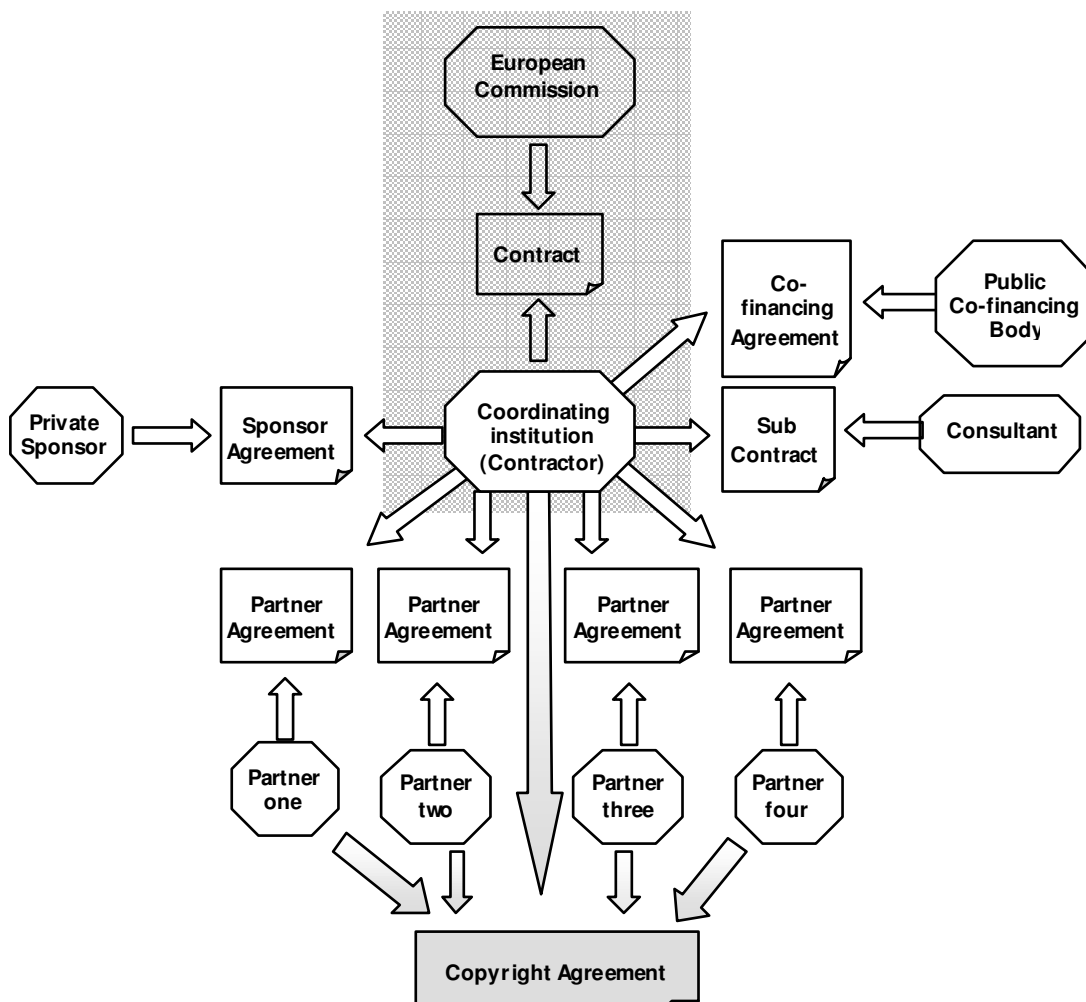 European
Commission
Contract
Co-
financing
Agreement
Public
Co-financing
Body
Private
Sponsor
Sponsor
Agreement
Coordinating
institution
(Contractor)
Sub
Contract
Consultant
Partner
Agreement
Partner
Agreement
Partner
Agreement
Partner
Agreement
Partner
one
Partner
two
Partner
three
Partner
four
Copyright Agreement